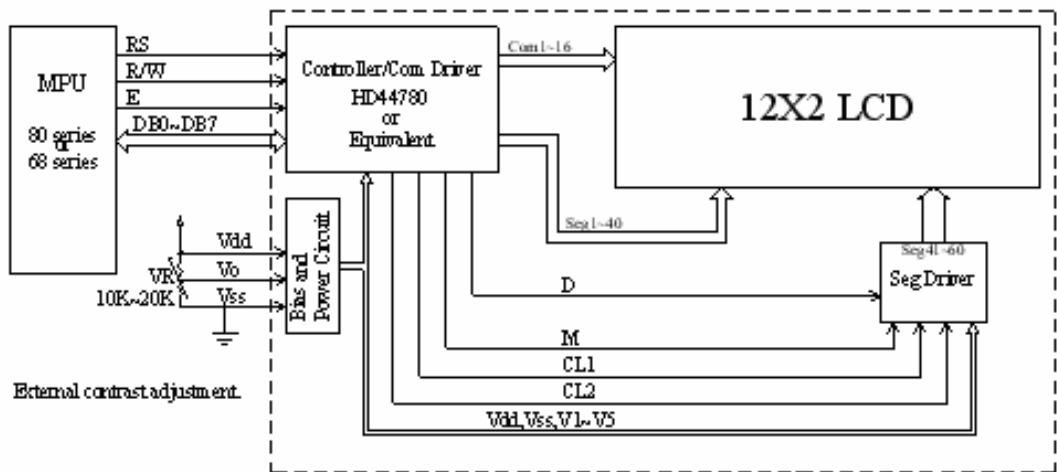 MPU
80 series
or
68 series
RS
R/W
E
DB0~DB7
Controller/Com Driver
HD44780
or
Equivalent
Com1~16
12X2 LCD
Seg1~40
Seg41~60
Seg Driver
Vdd
Vo
Vss
VR
10K~20K
Bias and
Power Circuit
D
M
CL1
CL2
Vdd,Vss,V1~V5
External contrast adjustment.